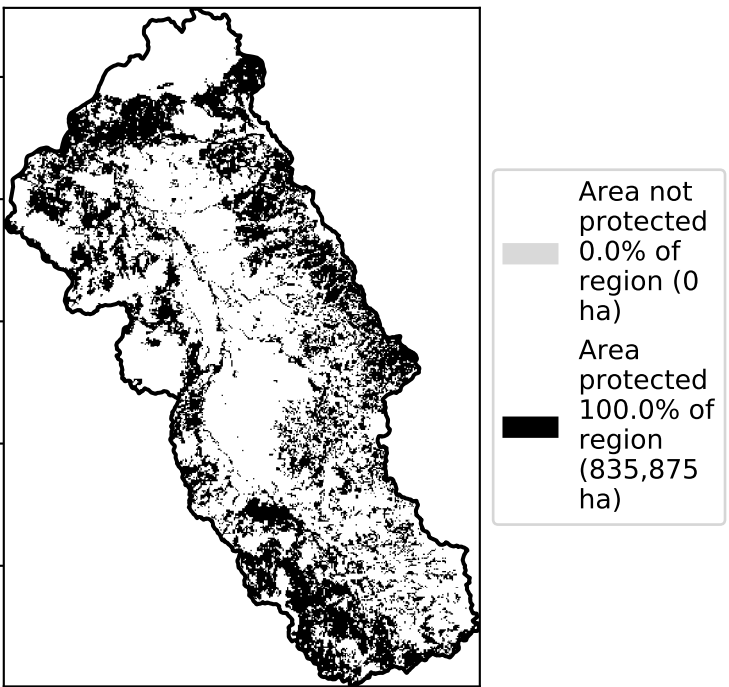 Area not
protected
0.0% of
region (0
ha)
Area
protected
100.0% of
region
(835,875
ha)